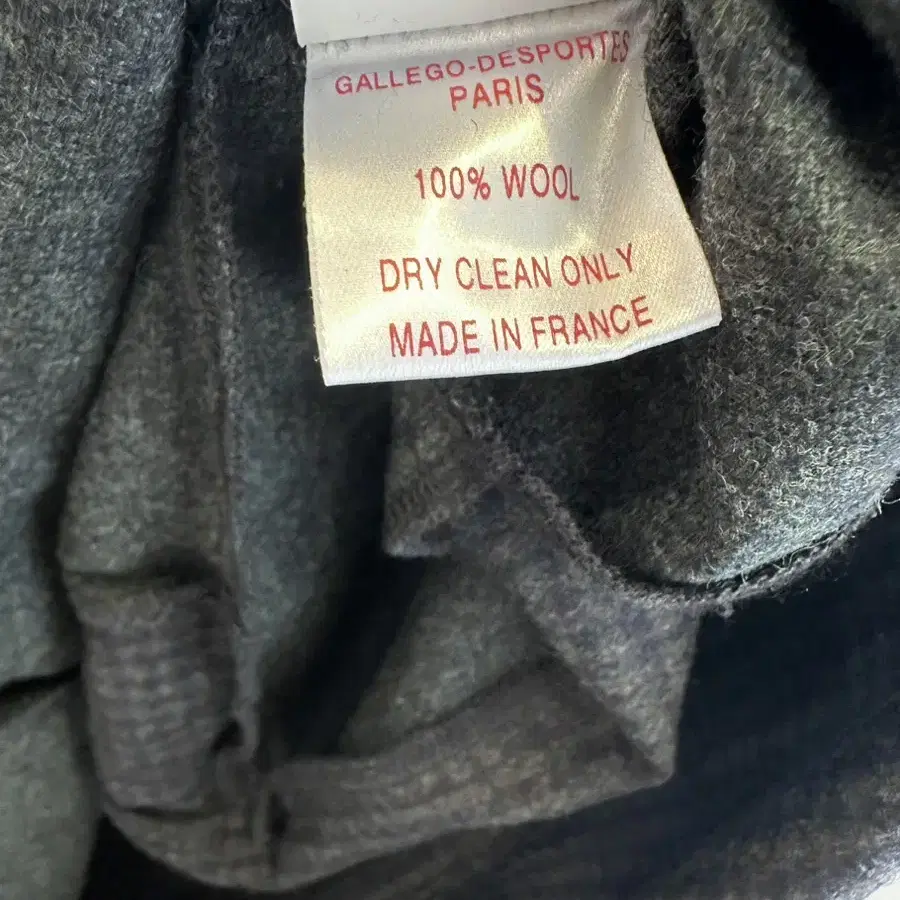 GALLEGO-DESPORTES
PARIS
100% WOOL
DRY CLEAN ONLY
MADE IN FRANCE